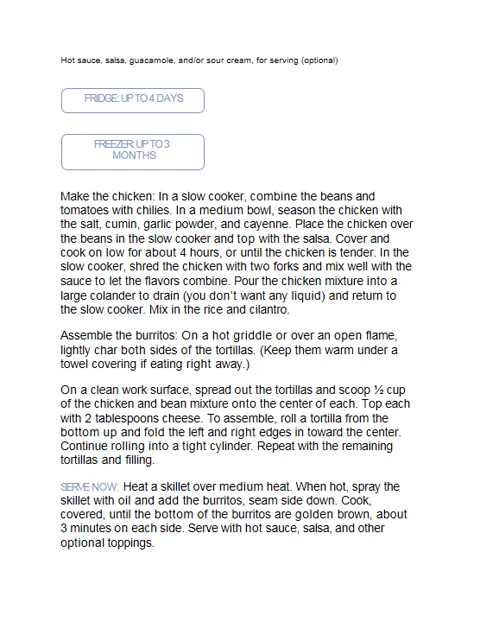 Hot sauce, salsa, guacamole, and/or sour cream, for serving (optional)
FRIDGE: UP TO 4 DAYS
FREEZER: UP TO 3
MONTHS
Make the chicken: In a slow cooker, combine the beans and
tomatoes with chilies. In a medium bowl, season the chicken with
the salt, cumin, garlic powder, and cayenne. Place the chicken over
the beans in the slow cooker and top with the salsa. Cover and
cook on low for about 4 hours, or until the chicken is tender. In the
slow cooker, shred the chicken with two forks and mix well with the
sauce to let the flavors combine. Pour the chicken mixture into a
large colander to drain (you don’t want any liquid) and return to
the slow cooker. Mix in the rice and cilantro.
Assemble the burritos: On a hot griddle or over an open flame,
lightly char both sides of the tortillas. (Keep them warm under a
towel covering if eating right away.)
On a clean work surface, spread out the tortillas and scoop ½ cup
of the chicken and bean mixture onto the center of each. Top each
with 2 tablespoons cheese. To assemble, roll a tortilla from the
bottom up and fold the left and right edges in toward the center.
Continue rolling into a tight cylinder. Repeat with the remaining
tortillas and filling.
SERVE NOW: Heat a skillet over medium heat. When hot, spray the
skillet with oil and add the burritos, seam side down. Cook,
covered, until the bottom of the burritos are golden brown, about
3 minutes on each side. Serve with hot sauce, salsa, and other
optional toppings.